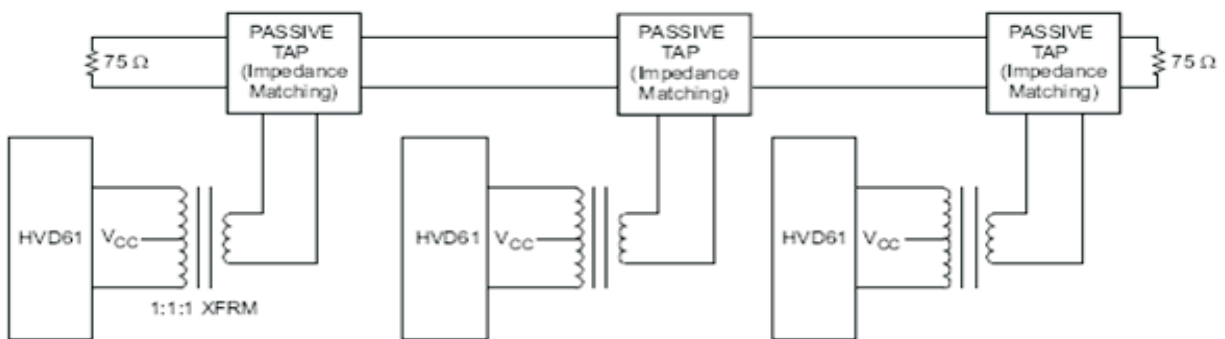 PASSIVE
TAP
(Impedance
Matching)
PASSIVE
TAP
(Impedance
Matching)
PASSIVE
TAP
(Impedance
Matching)
75 Ω
75 Ω
HVD61
VCC
1:1:1 XFRM
HVD61
VCC
HVD61
VCC